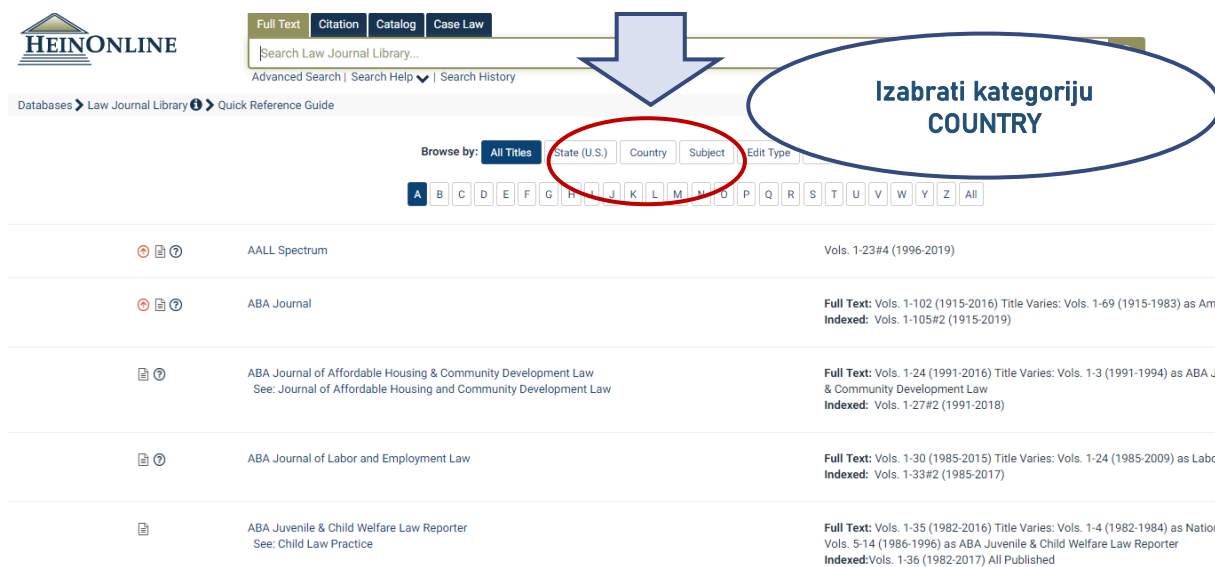 HEINONLINE
Full Text Citation Catalog Case Law
Search Law Journal Library...
Advanced Search | Search Help | Search History
Izabrati kategoriju
COUNTRY
Databases Law Journal Library Quick Reference Guide
Browse by: All Titles State (U.S.) Country Subject Edit Type
A B C D E F G H I J K L M N O P Q R S T U V W Y Z All
AALL Spectrum
Vols. 1-23#4 (1996-2019)
ABA Journal
Full Text: Vols. 1-102 (1915-2016) Title Varies: Vols. 1-69 (1915-1983) as Am
Indexed: Vols. 1-105#2 (1915-2019)
ABA Journal of Affordable Housing & Community Development Law
See: Journal of Affordable Housing and Community Development Law
Full Text: Vols. 1-24 (1991-2016) Title Varies: Vols. 1-3 (1991-1994) as ABA J
& Community Development Law
Indexed: Vols. 1-27#2 (1991-2018)
ABA Journal of Labor and Employment Law
Full Text: Vols. 1-30 (1985-2015) Title Varies: Vols. 1-24 (1985-2009) as Labo
Indexed: Vols. 1-33#2 (1985-2017)
ABA Juvenile & Child Welfare Law Reporter
See: Child Law Practice
Full Text: Vols. 1-35 (1982-2016) Title Varies: Vols. 1-4 (1982-1984) as Nation
Vols. 5-14 (1986-1996) as ABA Juvenile & Child Welfare Law Reporter
Indexed:Vols. 1-36 (1982-2017) All Published